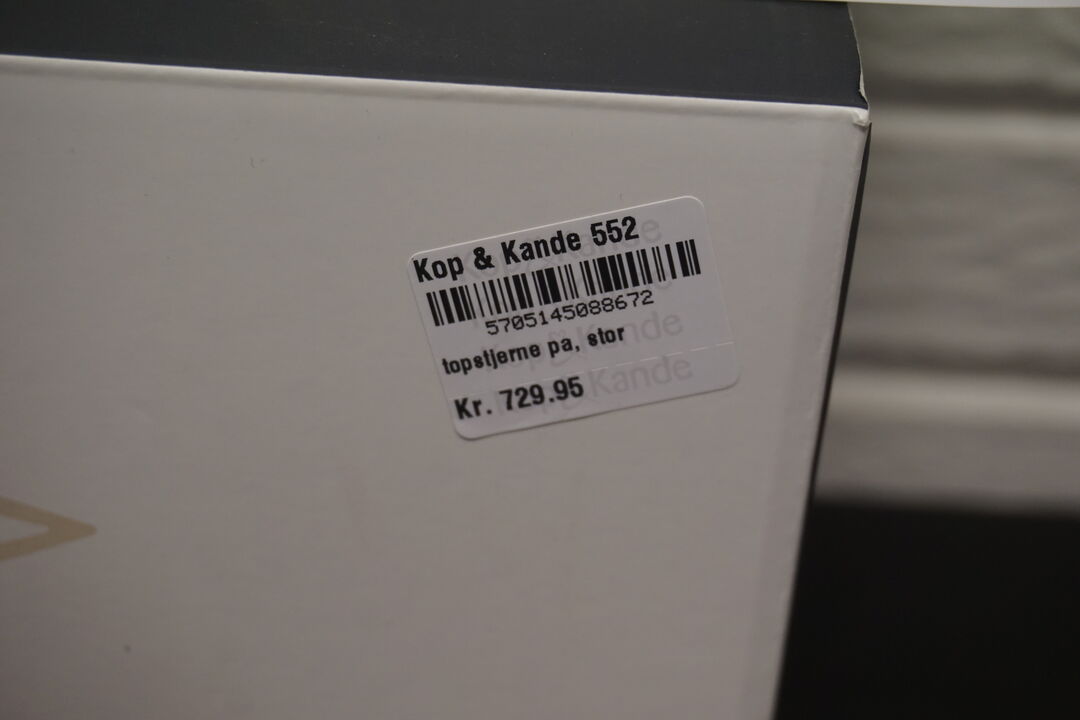 Kop & Kande 552
5705145088672
topstjerne pa, stor
Kr. 729.95